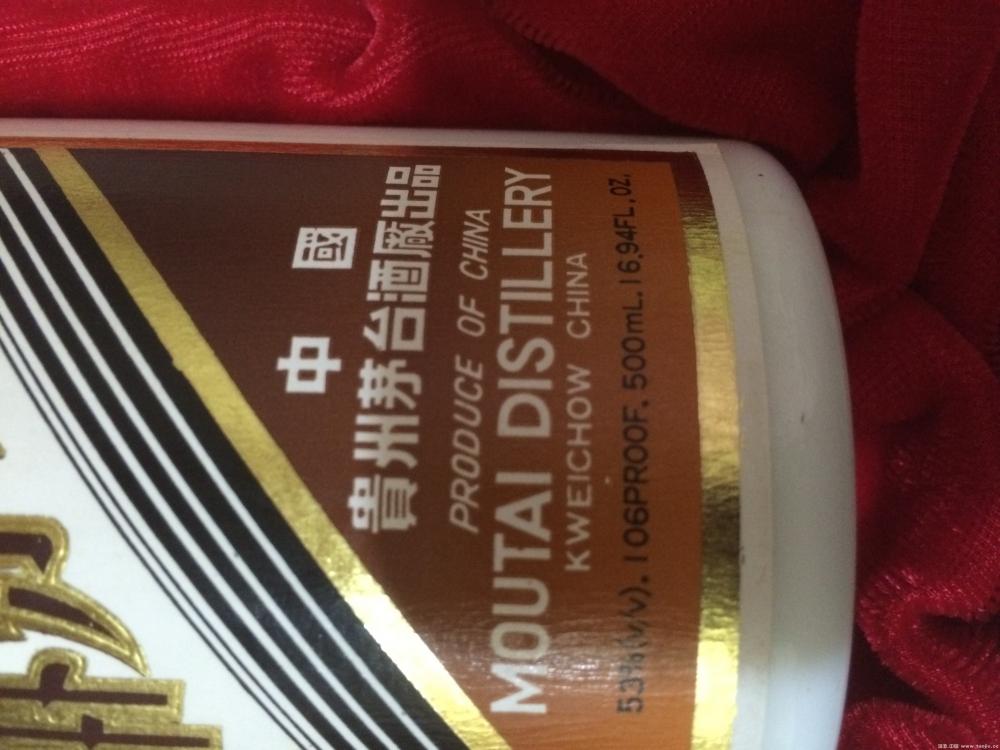 中國
貴州茅台酒廠出品
PRODUCE OF CHINA
MOUTAI DISTILLERY
KWEICHOW CHINA
53%(v/v). 106PROOF. 500mL. 16.94FL.OZ.